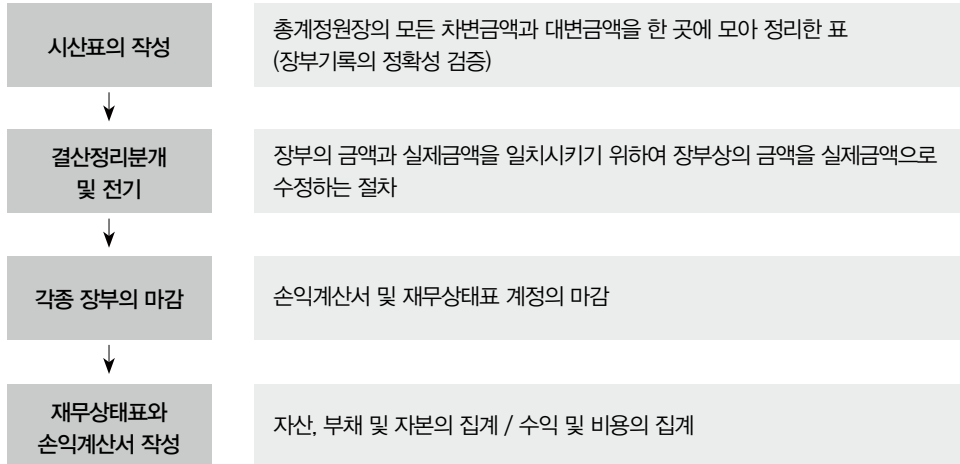 시산표의 작성
총계정원장의 모든 차변금액과 대변금액을 한 곳에 모아 정리한 표
(장부기록의 정확성 검증)
결산정리분개
및 전기
장부의 금액과 실제금액을 일치시키기 위하여 장부상의 금액을 실제금액으로
수정하는 절차
각종 장부의 마감
손익계산서 및 재무상태표 계정의 마감
재무상태표와
손익계산서 작성
자산, 부채 및 자본의 집계 / 수익 및 비용의 집계